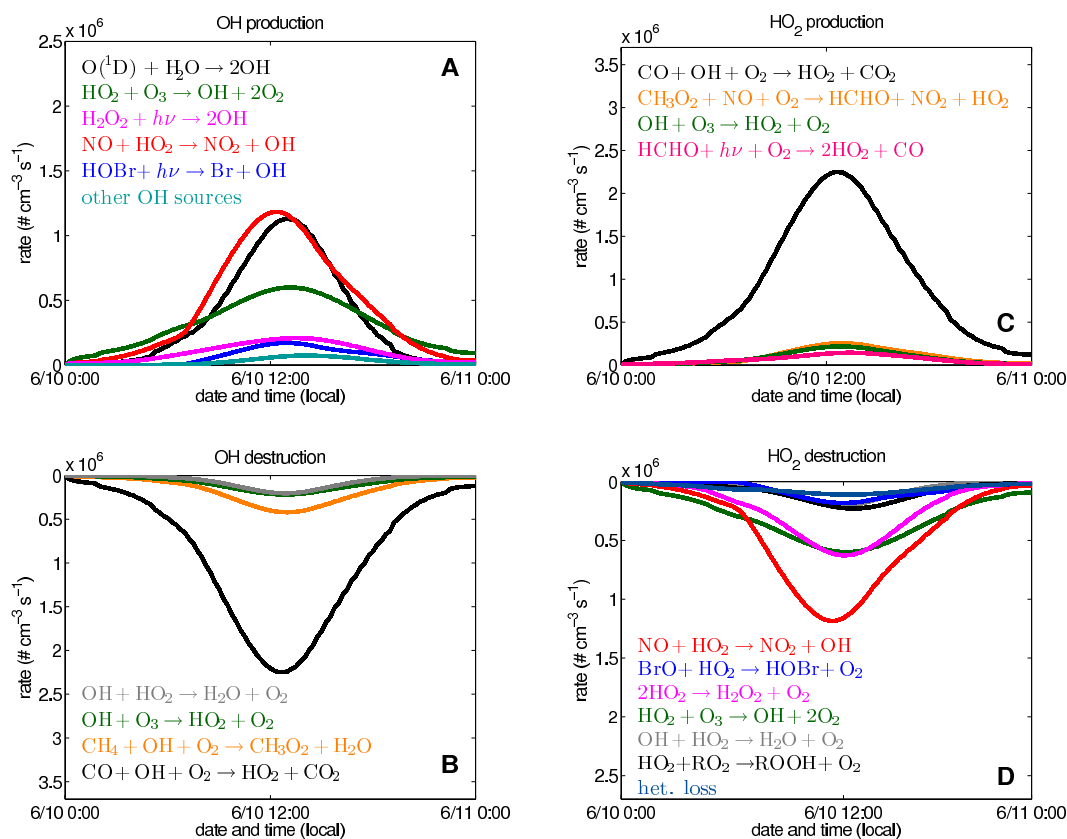 OH production
x 10⁶
2.5
2
1.5
1
0.5
0
rate (# cm⁻³ s⁻¹)
A
O(¹D) + H₂O → 2OH
HO₂ + O₃ → OH + 2O₂
H₂O₂ + hν → 2OH
NO + HO₂ → NO₂ + OH
HOBr + hν → Br + OH
other OH sources
6/10 0:00 6/10 12:00 6/11 0:00
date and time (local)
HO₂ production
x 10⁶
3.5
3
2.5
2
1.5
1
0.5
0
rate (# cm⁻³ s⁻¹)
CO + OH + O₂ → HO₂ + CO₂
CH₃O₂ + NO + O₂ → HCHO + NO₂ + HO₂
OH + O₃ → HO₂ + O₂
HCHO + hν + O₂ → 2HO₂ + CO
C
6/10 0:00 6/10 12:00 6/11 0:00
date and time (local)
OH destruction
x 10⁶
0
0.5
1
1.5
2
2.5
3
3.5
rate (# cm⁻³ s⁻¹)
OH + HO₂ → H₂O + O₂
OH + O₃ → HO₂ + O₂
CH₄ + OH + O₂ → CH₃O₂ + H₂O
CO + OH + O₂ → HO₂ + CO₂
B
6/10 0:00 6/10 12:00 6/11 0:00
date and time (local)
HO₂ destruction
x 10⁶
0
0.5
1
1.5
2
2.5
rate (# cm⁻³ s⁻¹)
NO + HO₂ → NO₂ + OH
BrO + HO₂ → HOBr + O₂
2HO₂ → H₂O₂ + O₂
HO₂ + O₃ → OH + 2O₂
OH + HO₂ → H₂O + O₂
HO₂+RO₂ →ROOH + O₂
het. loss
D
6/10 0:00 6/10 12:00 6/11 0:00
date and time (local)